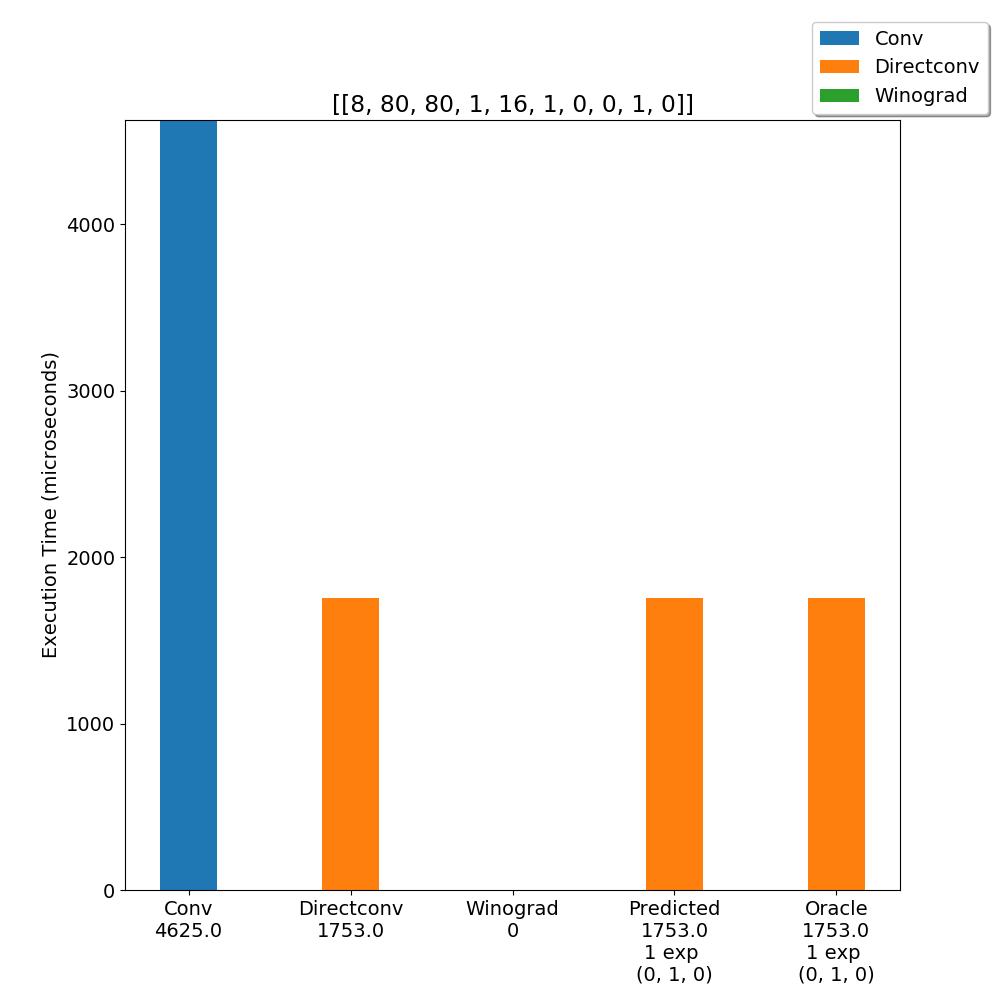 Conv
Directconv
Winograd
[[8, 80, 80, 1, 16, 1, 0, 0, 1, 0]]
Execution Time (microseconds)
4000
3000
2000
1000
0
Conv
4625.0
Directconv
1753.0
Winograd
0
Predicted
1753.0
1 exp
(0, 1, 0)
Oracle
1753.0
1 exp
(0, 1, 0)